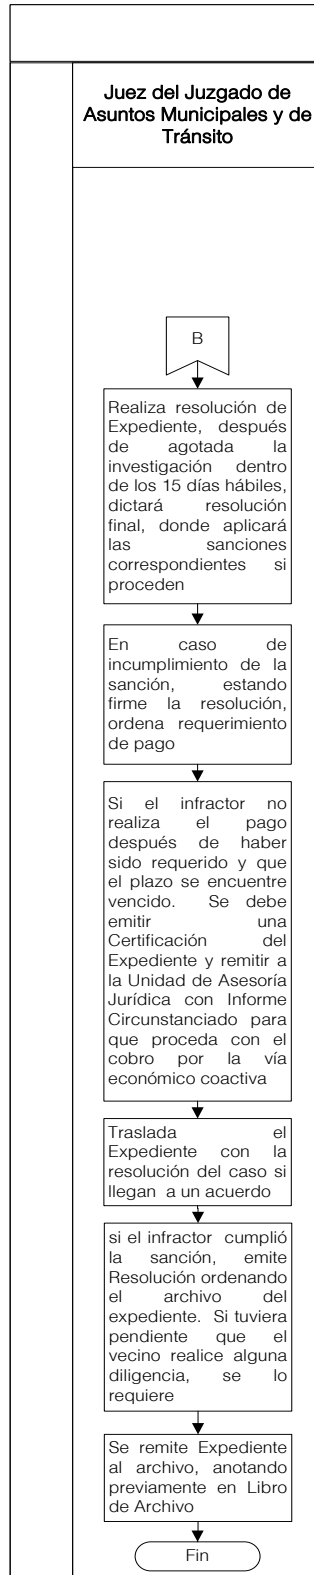 Juez del Juzgado de
Asuntos Municipales y de
Tránsito
B
Realiza resolución de
Expediente, después
de agotada la
investigación dentro
de los 15 días hábiles,
dictará resolución
final, donde aplicará
las sanciones
correspondientes si
proceden
En caso de
incumplimiento de la
sanción, estando
firme la resolución,
ordena requerimiento
de pago
Si el infractor no
realiza el pago
después de haber
sido requerido y que
el plazo se encuentre
vencido. Se debe
emitir una
Certificación del
Expediente y remitir a
la Unidad de Asesoría
Jurídica con Informe
Circunstanciado para
que proceda con el
cobro por la vía
económico coactiva
Traslada el
Expediente con la
resolución del caso si
llegan a un acuerdo
si el infractor cumplió
la sanción, emite
Resolución ordenando
el archivo del
expediente. Si tuviera
pendiente que el
vecino realice alguna
diligencia, se lo
requiere
Se remite Expediente
al archivo, anotando
previamente en Libro
de Archivo
Fin